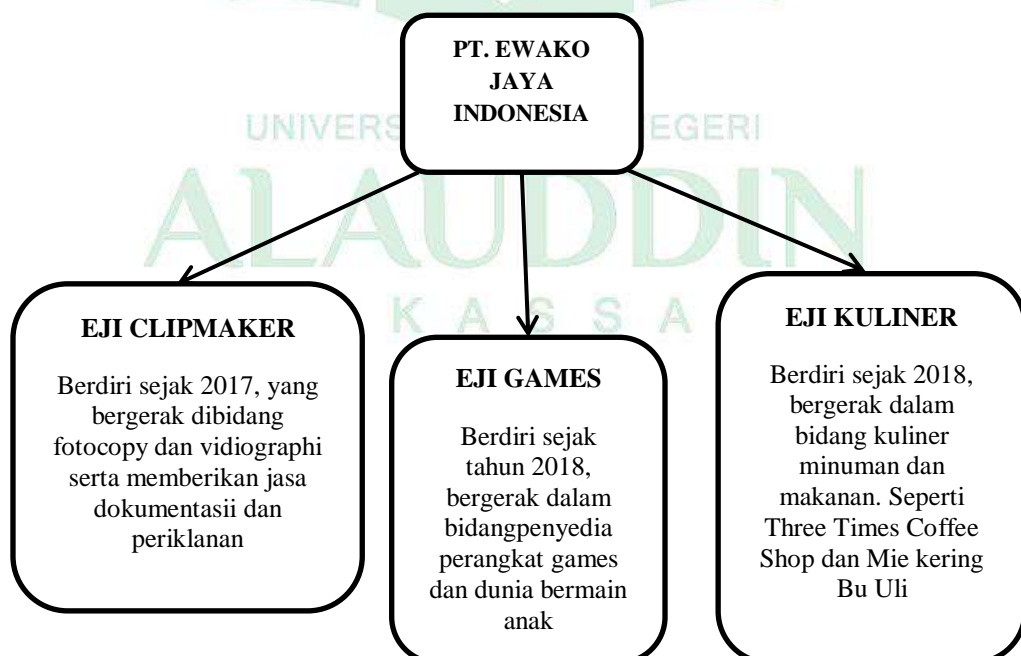 PT. EWAKO
JAYA
INDONESIA
UNIVERS EGERI
ALAUDDIN
K A S S A
EJI CLIPMAKER
Berdiri sejak 2017, yang
bergerak dibidang
fotocopy dan vidiographi
serta memberikan jasa
dokumentasii dan
periklanan
EJI GAMES
Berdiri sejak
tahun 2018,
bergerak dalam
bidangpenyedia
perangkat games
dan dunia bermain
anak
EJI KULINER
Berdiri sejak 2018,
bergerak dalam
bidang kuliner
minuman dan
makanan. Seperti
Three Times Coffee
Shop dan Mie kering
Bu Uli